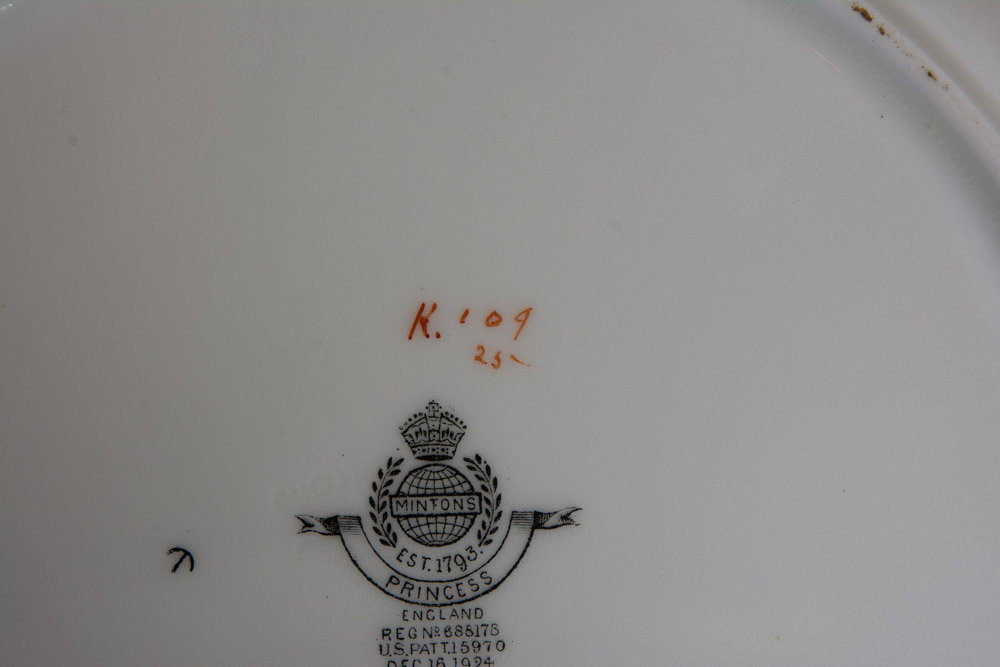 K. 109
25
MINTONS
EST. 1793.
PRINCESS
ENGLAND
REG Nº 688178
U.S. PATT. 15970
DEC 16 1924